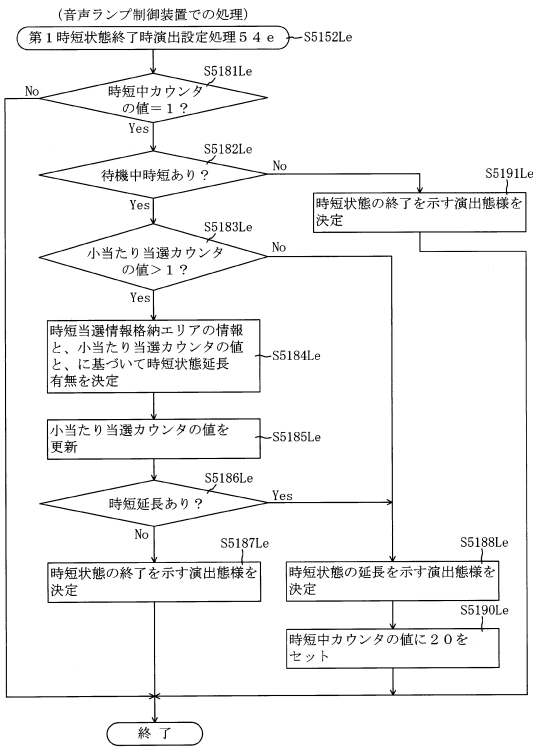 (音声ランプ制御装置での処理)
第1時短状態終了時演出設定処理54e
S5152Le
S5181Le
時短中カウンタ
の値=1?
No
Yes
S5182Le
待機中時短あり?
No
Yes
S5191Le
時短状態の終了を示す演出態様を
決定
S5183Le
小当たり当選カウンタ
の値>1?
No
Yes
時短当選情報格納エリアの情報
と、小当たり当選カウンタの値
と、に基づいて時短状態延長
有無を決定
S5184Le
小当たり当選カウンタの値を
更新
S5185Le
S5186Le
時短延長あり?
Yes
No
S5187Le
時短状態の終了を示す演出態様を
決定
S5188Le
時短状態の延長を示す演出態様を
決定
S5190Le
時短中カウンタの値に20を
セット
終了